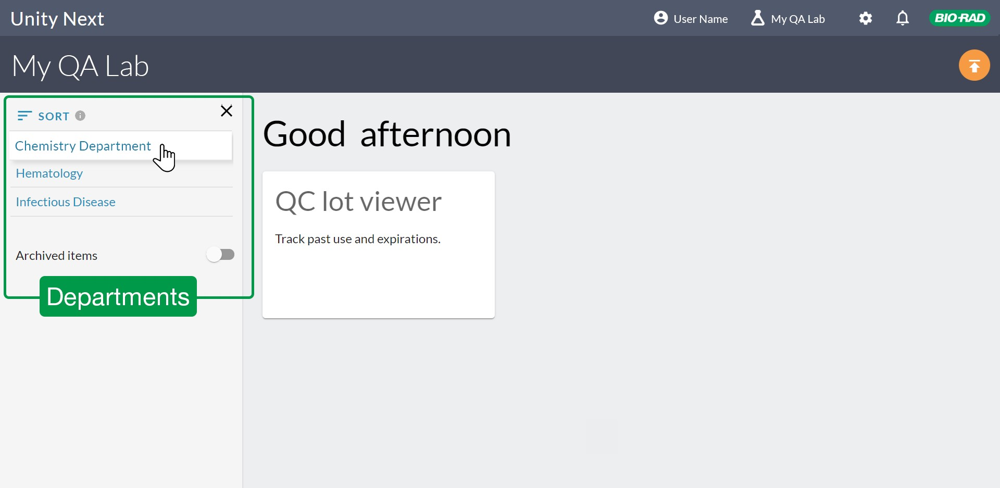 Unity Next
User Name
My QA Lab
BIO-RAD
My QA Lab
SORT
Chemistry Department
Hematology
Infectious Disease
Archived items
Departments
Good afternoon
QC lot viewer
Track past use and expirations.